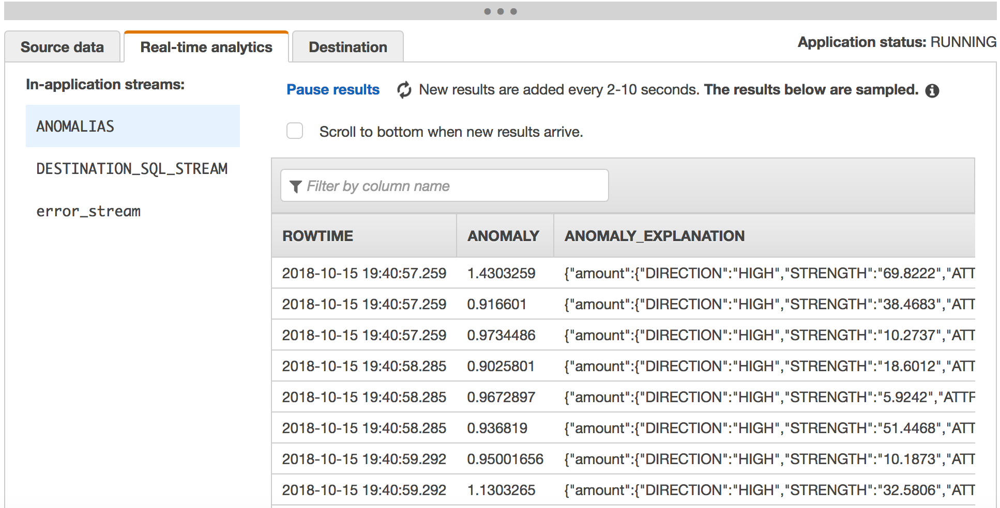 Source data Real-time analytics Destination Application status: RUNNING
In-application streams:
ANOMALIAS
DESTINATION_SQL_STREAM
error_stream
Pause results New results are added every 2-10 seconds. The results below are sampled.
Scroll to bottom when new results arrive.
Filter by column name
ROWTIME ANOMALY ANOMALY_EXPLANATION
2018-10-15 19:40:57.259 1.4303259 {"amount":{"DIRECTION":"HIGH","STRENGTH":"69.8222","ATT
2018-10-15 19:40:57.259 0.916601 {"amount":{"DIRECTION":"HIGH","STRENGTH":"38.4683","ATT
2018-10-15 19:40:57.259 0.9734486 {"amount":{"DIRECTION":"HIGH","STRENGTH":"10.2737","ATT
2018-10-15 19:40:58.285 0.9025801 {"amount":{"DIRECTION":"HIGH","STRENGTH":"18.6012","ATT
2018-10-15 19:40:58.285 0.9672897 {"amount":{"DIRECTION":"HIGH","STRENGTH":"5.9242","ATTR
2018-10-15 19:40:58.285 0.936819 {"amount":{"DIRECTION":"HIGH","STRENGTH":"51.4468","ATT
2018-10-15 19:40:59.292 0.95001656 {"amount":{"DIRECTION":"HIGH","STRENGTH":"10.1873","ATT
2018-10-15 19:40:59.292 1.1303265 {"amount":{"DIRECTION":"HIGH","STRENGTH":"32.5806","ATT